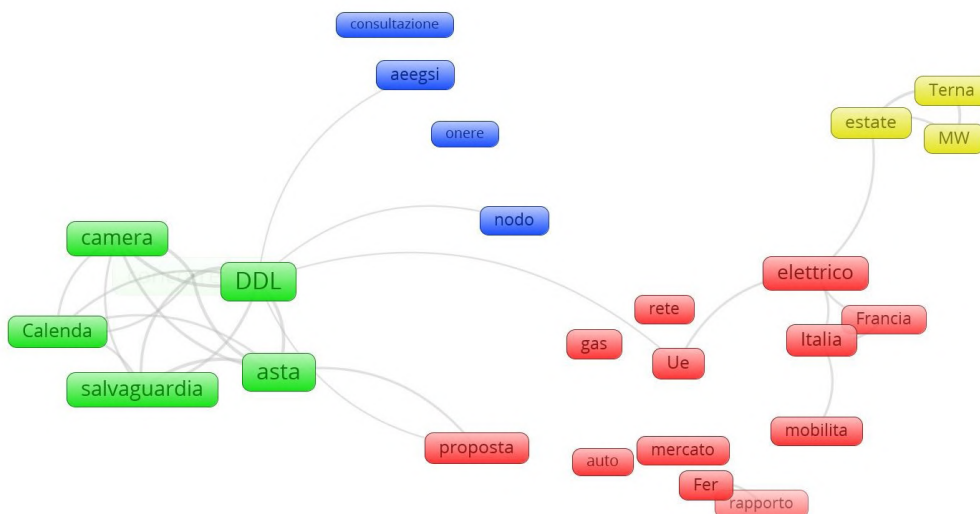 consultazione
aeegsi
Terna
estate
MW
onere
nodo
camera
DDL
elettrico
rete
Francia
Calenda
gas
Italia
Ue
asta
salvaguardia
mobilita
proposta
mercato
auto
Fer
rapporto